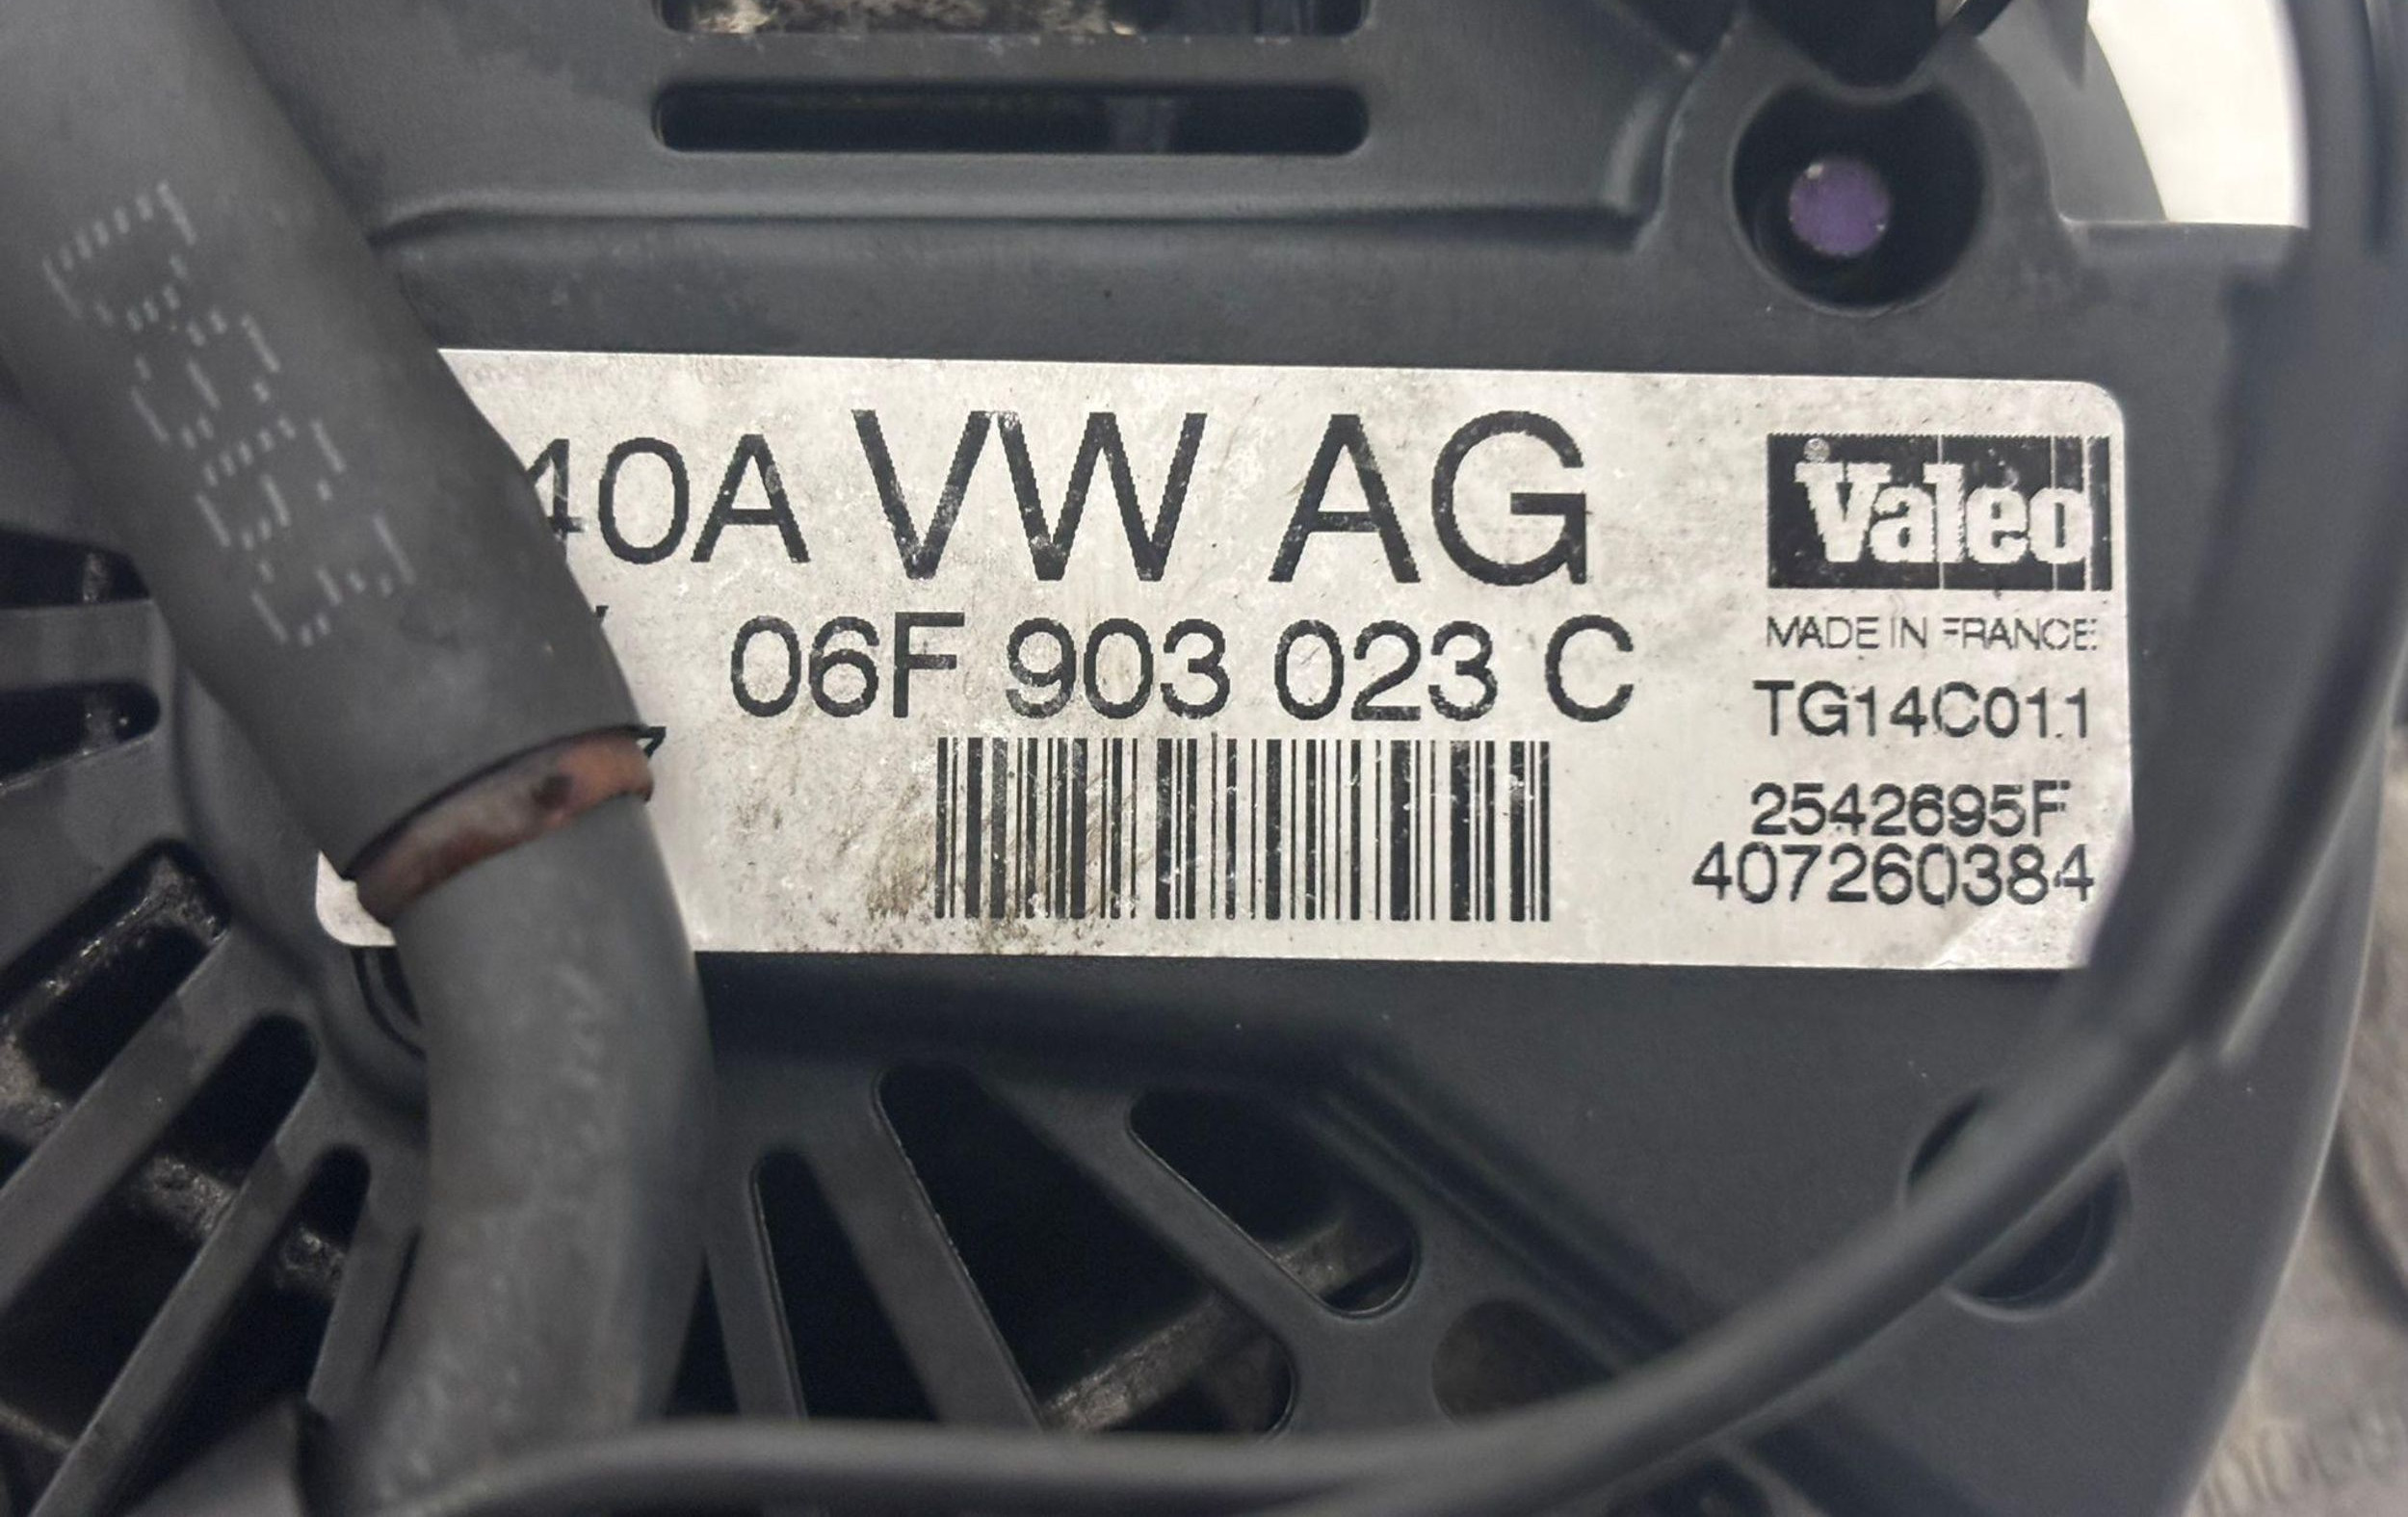 40A VW AG
06F 903 023 C
Valeo
MADE IN FRANCE
TG14C011
2542695F
407260384